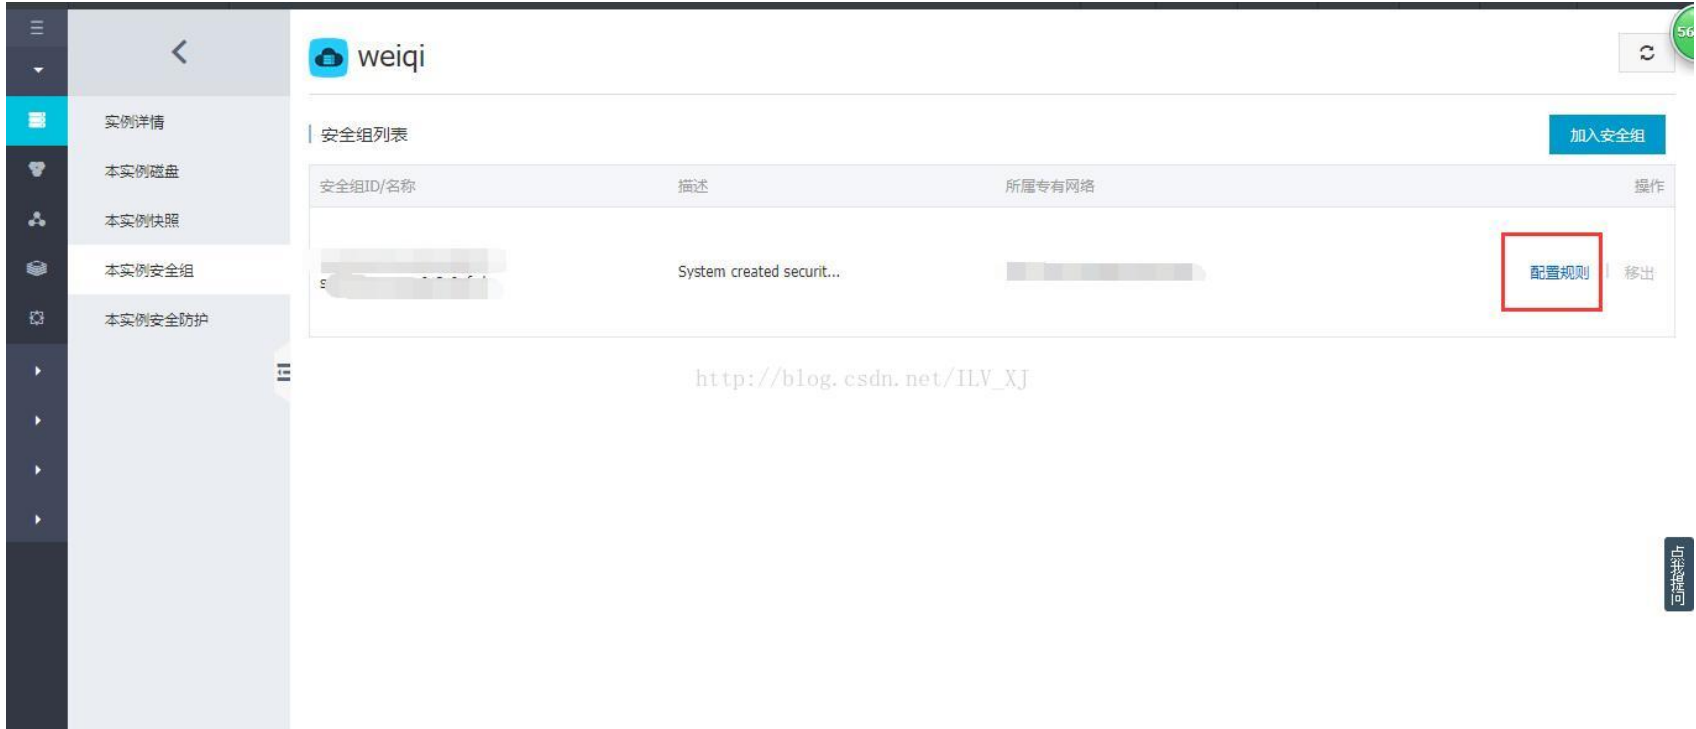 56
weiqi
实例详情
本实例磁盘
本实例快照
本实例安全组
本实例安全防护
安全组列表
加入安全组
安全组ID/名称 描述 所属专有网络 操作
System created securit... 配置规则 移出
http://blog.csdn.net/ILV_XJ
点我提问